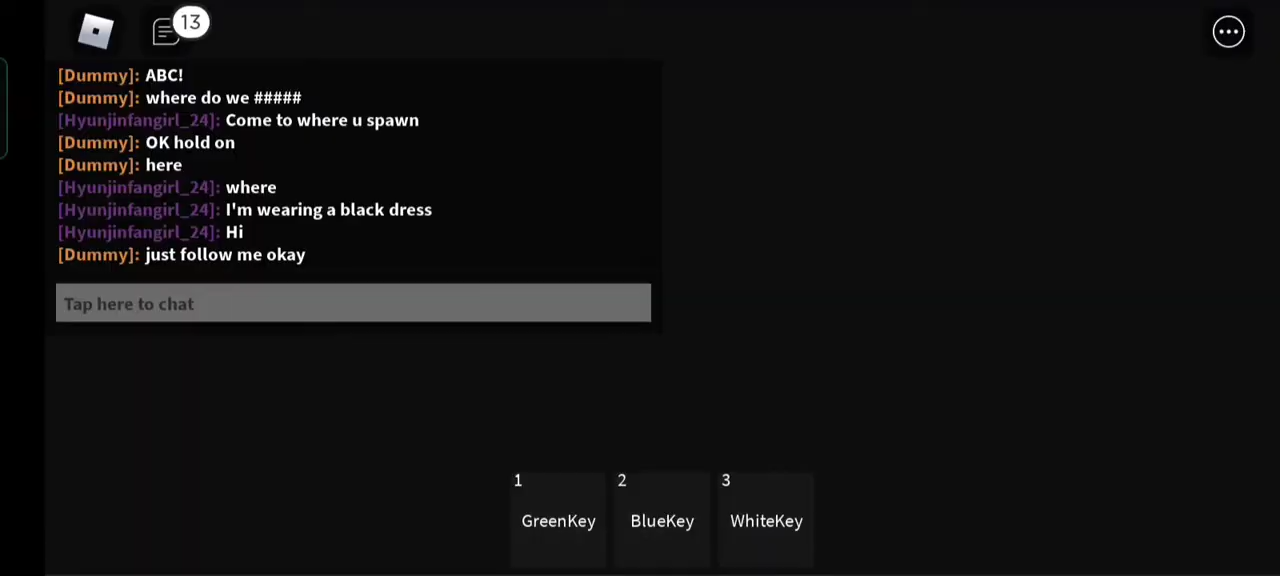 13
[Dummy]: ABC!
[Dummy]: where do we #####
[Hyunjinfangirl_24]: Come to where u spawn
[Dummy]: OK hold on
[Dummy]: here
[Hyunjinfangirl_24]: where
[Hyunjinfangirl_24]: I'm wearing a black dress
[Hyunjinfangirl_24]: Hi
[Dummy]: just follow me okay
Tap here to chat
1 2 3
GreenKey BlueKey WhiteKey